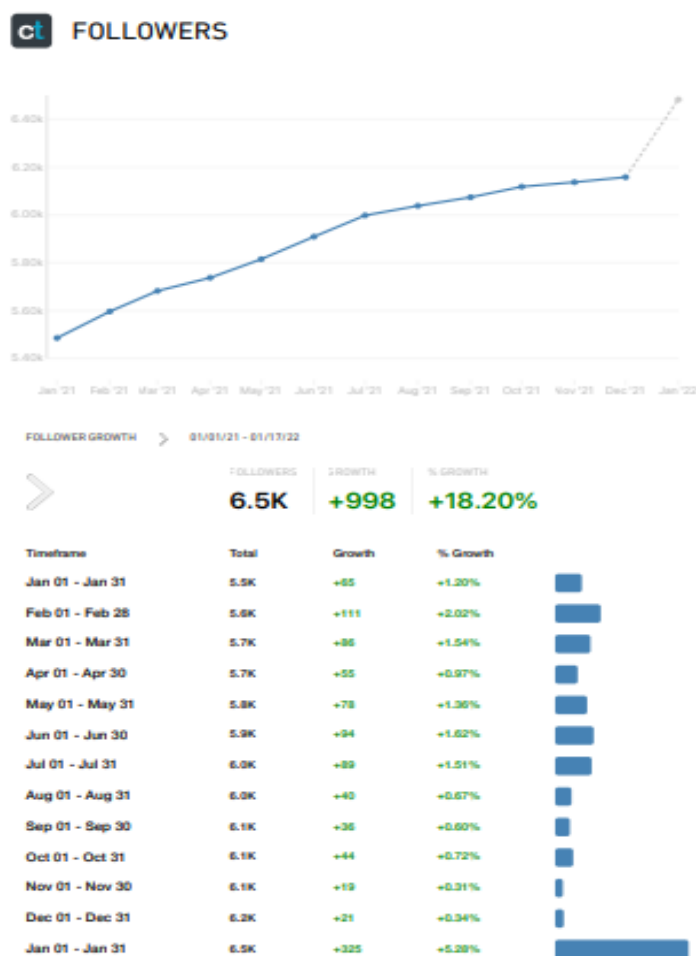 ct FOLLOWERS
6.40k
6.20k
6.00k
5.80k
5.60k
5.40k
Jan '21 Feb '21 Mar '21 Apr '21 May '21 Jun '21 Jul '21 Aug '21 Sep '21 Oct '21 Nov '21 Dec '21 Jan '22
FOLLOWER GROWTH > 01/01/21 - 01/17/22
FOLLOWERS GROWTH % GROWTH
6.5K +998 +18.20%
Timeframe Total Growth % Growth
Jan 01 - Jan 31 5.5K +65 +1.20%
Feb 01 - Feb 28 5.6K +111 +2.02%
Mar 01 - Mar 31 5.7K +86 +1.54%
Apr 01 - Apr 30 5.7K +55 +0.97%
May 01 - May 31 5.8K +78 +1.36%
Jun 01 - Jun 30 5.9K +94 +1.62%
Jul 01 - Jul 31 6.0K +89 +1.51%
Aug 01 - Aug 31 6.0K +40 +0.67%
Sep 01 - Sep 30 6.1K +36 +0.60%
Oct 01 - Oct 31 6.1K +44 +0.72%
Nov 01 - Nov 30 6.1K +19 +0.31%
Dec 01 - Dec 31 6.2K +21 +0.34%
Jan 01 - Jan 31 6.5K +325 +5.28%